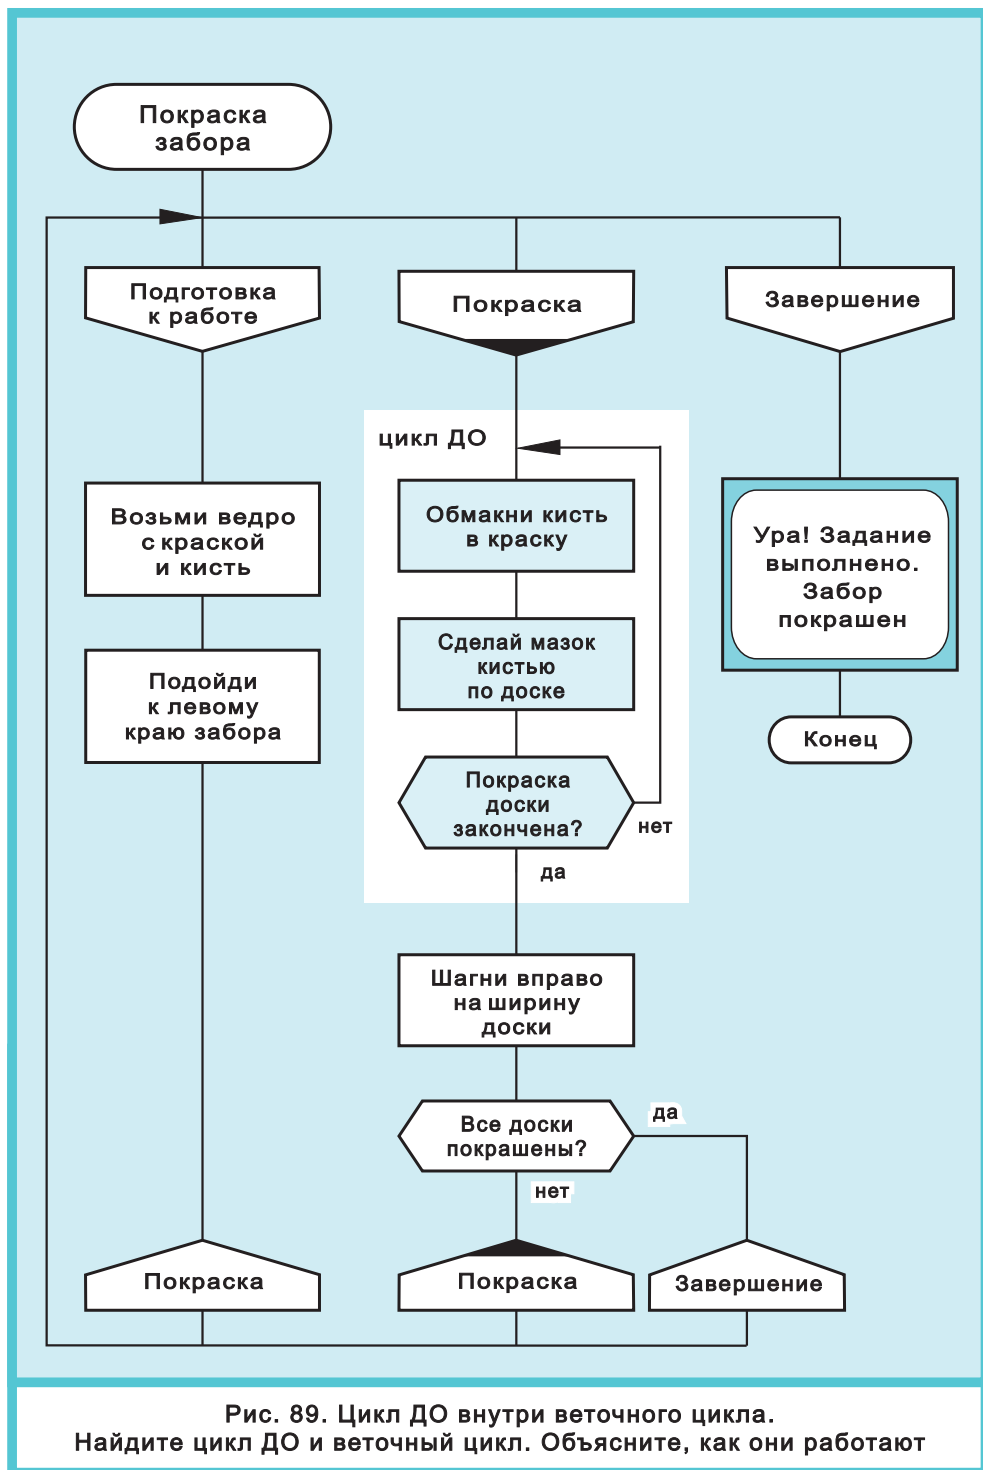 Покраска
забора
Подготовка
к работе
Покраска
Завершение
Возьми ведро
с краской
и кисть
Подойди
к левому
краю забора
Покраска
цикл ДО
Обмакни кисть
в краску
Сделай мазок
кистью
по доске
Покраска
доски
закончена?
нет
да
Шагни вправо
на ширину
доски
Все доски
покрашены?
да
нет
Покраска
Завершение
Ура! Задание
выполнено.
Забор
покрашен
Конец
Рис. 89. Цикл ДО внутри веточного цикла.
Найдите цикл ДО и веточный цикл. Объясните, как они работают